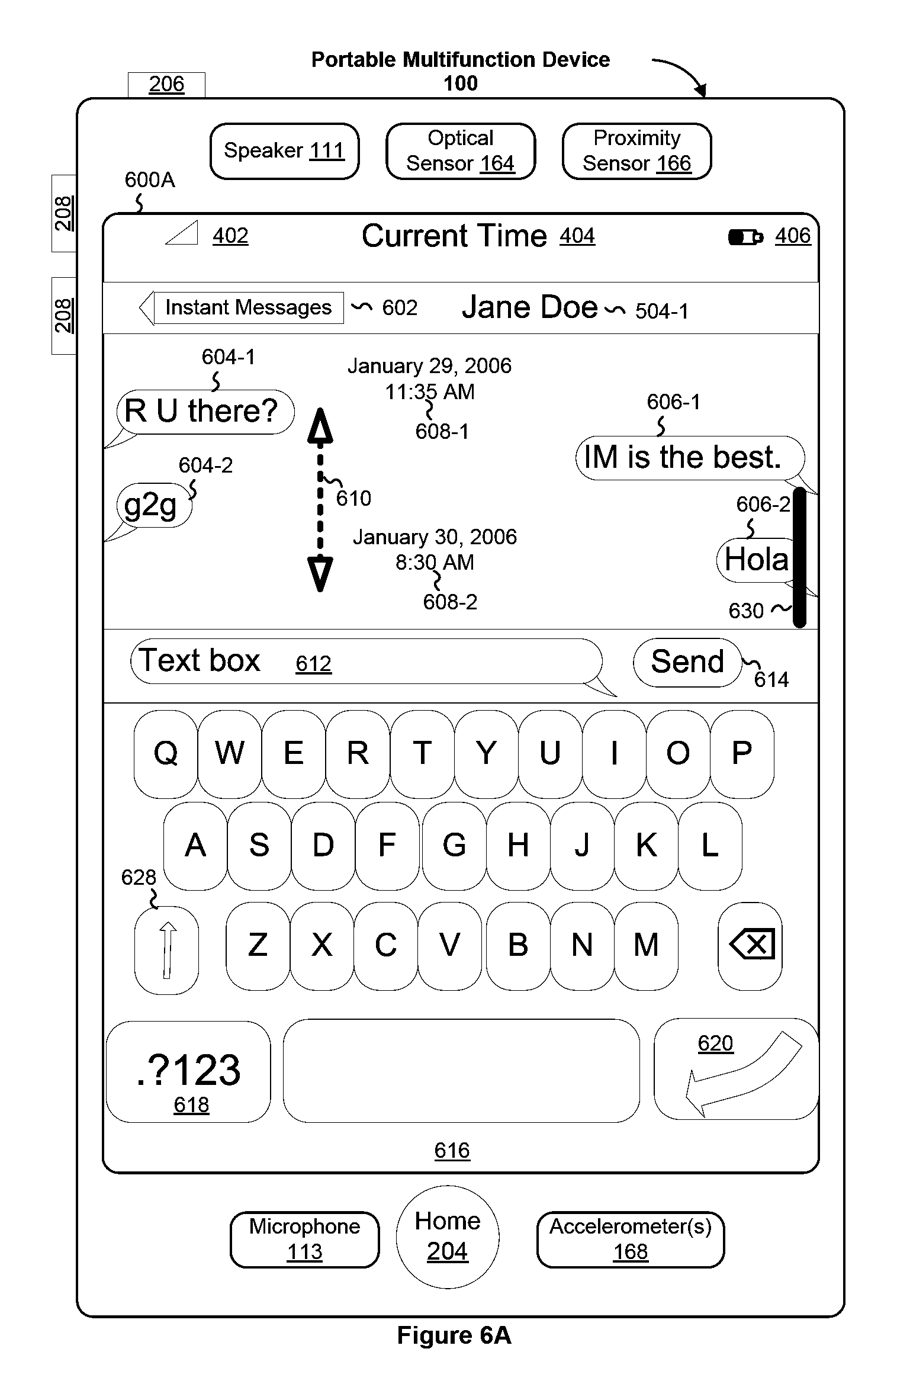 Portable Multifunction Device
100
206
Speaker 111
Optical
Sensor 164
Proximity
Sensor 166
600A
208
208
402
Current Time 404
406
Instant Messages
602
Jane Doe
504-1
604-1
January 29, 2006
11:35 AM
608-1
R U there?
606-1
IM is the best.
604-2
g2g
610
606-2
Hola
January 30, 2006
8:30 AM
608-2
630
Text box 612
Send
614
Q W E R T Y U I O P
A S D F G H J K L
628
Z X C V B N M
.?123
618
620
616
Microphone
113
Home
204
Accelerometer(s)
168
Figure 6A